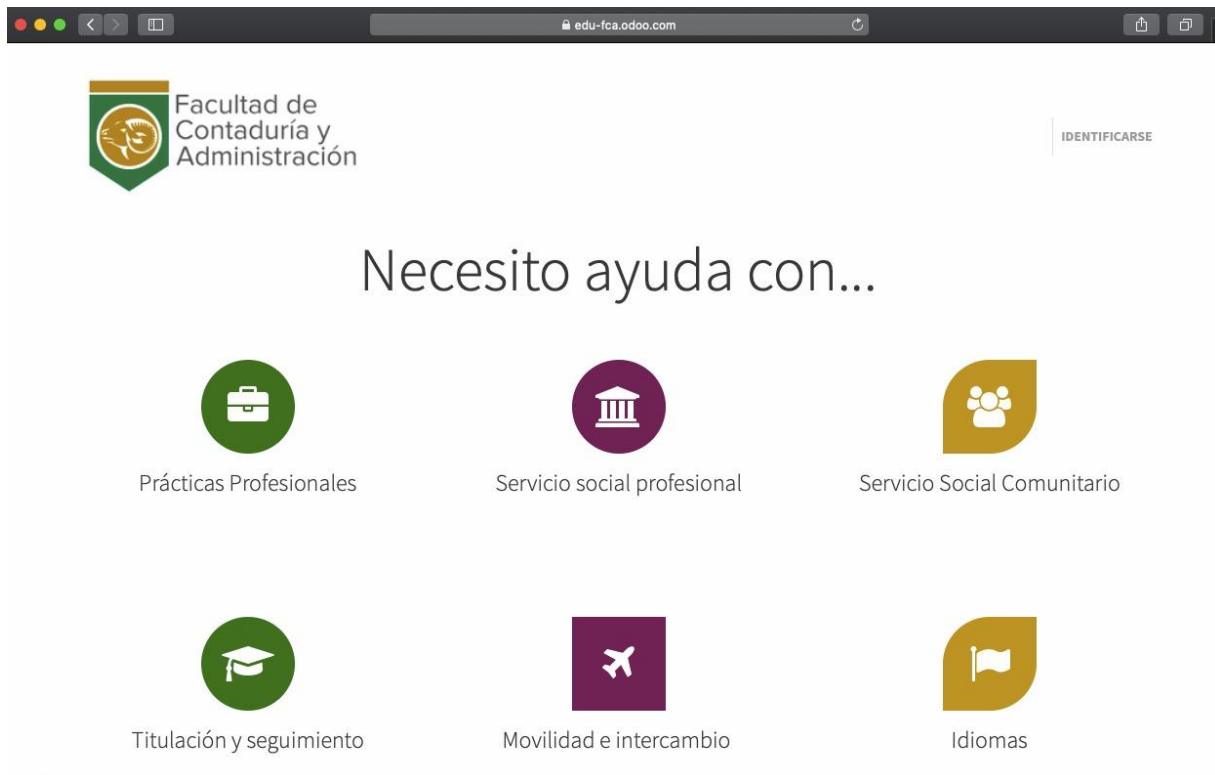 edu-fca.odoo.com
Facultad de
Contaduría y
Administración
IDENTIFICARSE
Necesito ayuda con...
Prácticas Profesionales
Servicio social profesional
Servicio Social Comunitario
Titulación y seguimiento
Movilidad e intercambio
Idiomas